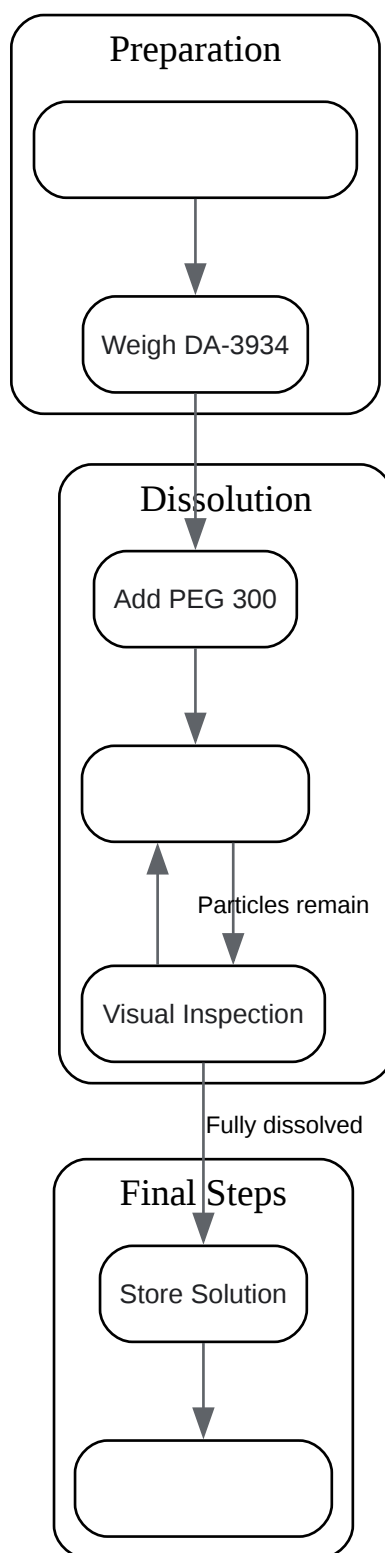 Preparation
Weigh DA-3934
Dissolution
Add PEG 300
Particles remain
Visual Inspection
Fully dissolved
Final Steps
Store Solution